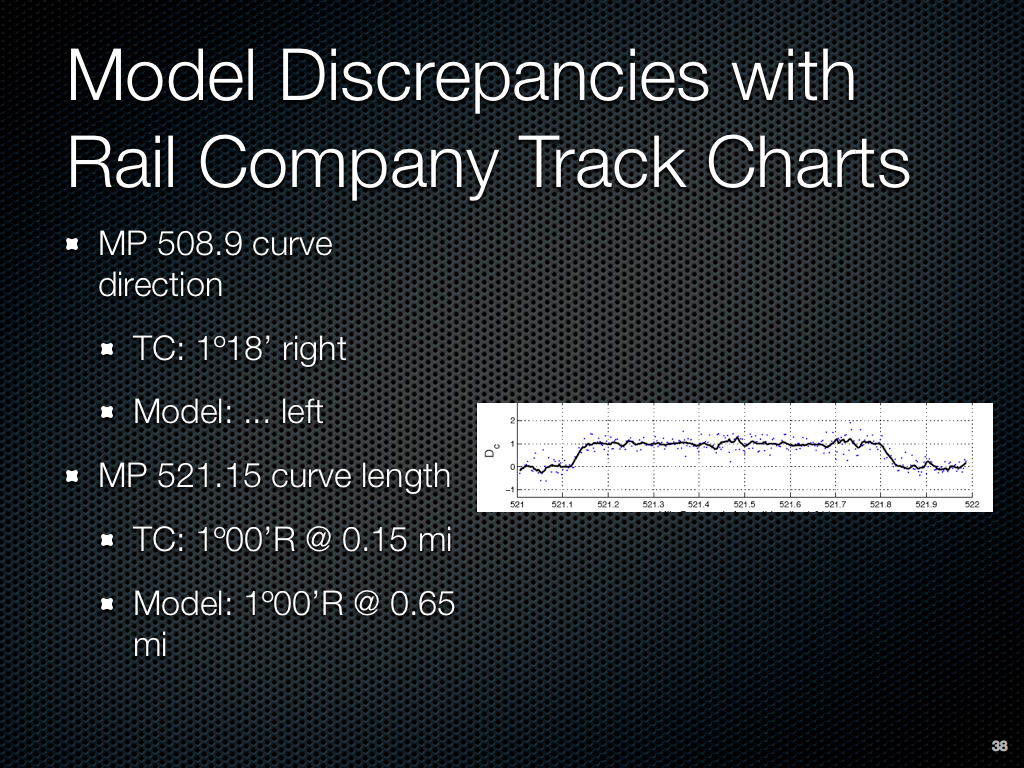 Model Discrepancies with
Rail Company Track Charts
MP 508.9 curve
direction
TC: 1º18’ right
Model: ... left
MP 521.15 curve length
TC: 1º00’R @ 0.15 mi
Model: 1º00’R @ 0.65
mi
2
1
0
−1
Dc
521 521.1 521.2 521.3 521.4 521.5 521.6 521.7 521.8 521.9 522
38